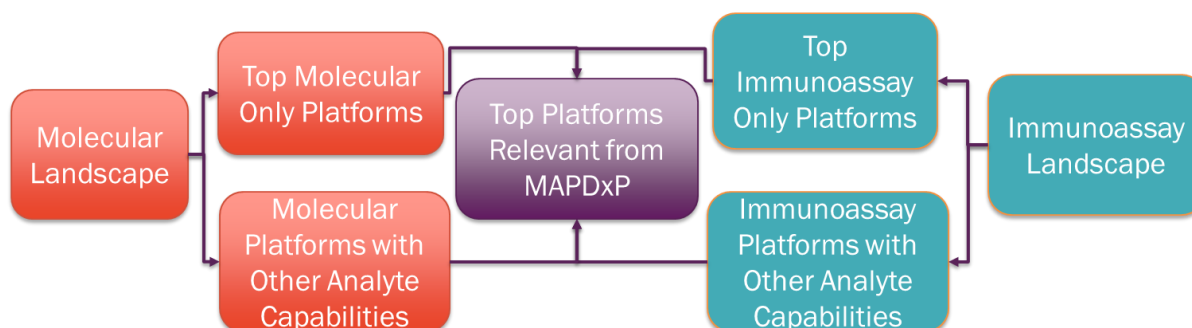 Molecular
Landscape
Top Molecular
Only Platforms
Molecular
Platforms with
Other Analyte
Capabilities
Top Platforms
Relevant from
MAPDxP
Top
Immunoassay
Only Platforms
Immunoassay
Platforms with
Other Analyte
Capabilities
Immunoassay
Landscape